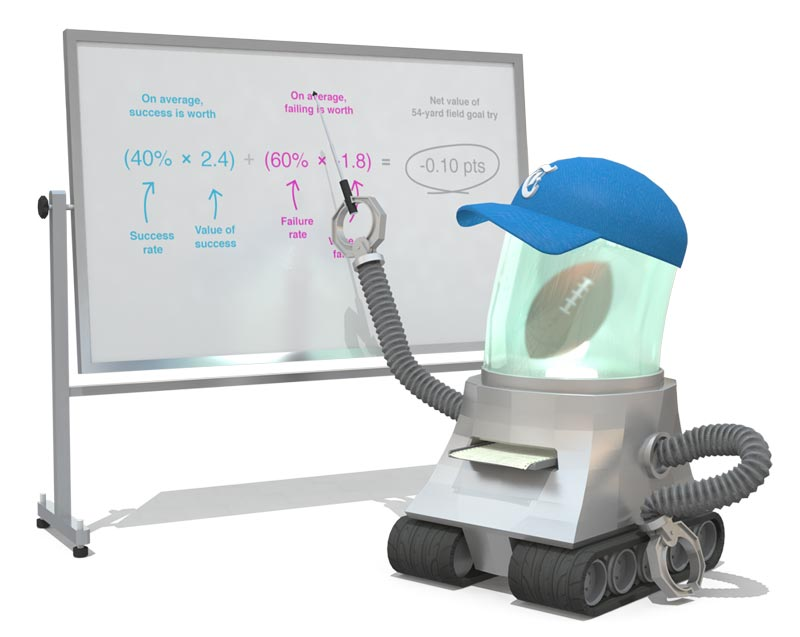 On average,
success is worth
On average,
failing is worth
Net value of
54-yard field goal try
(40% × 2.4) + (60% × -1.8) = -0.10 pts
Success
rate
Value of
success
Failure
rate